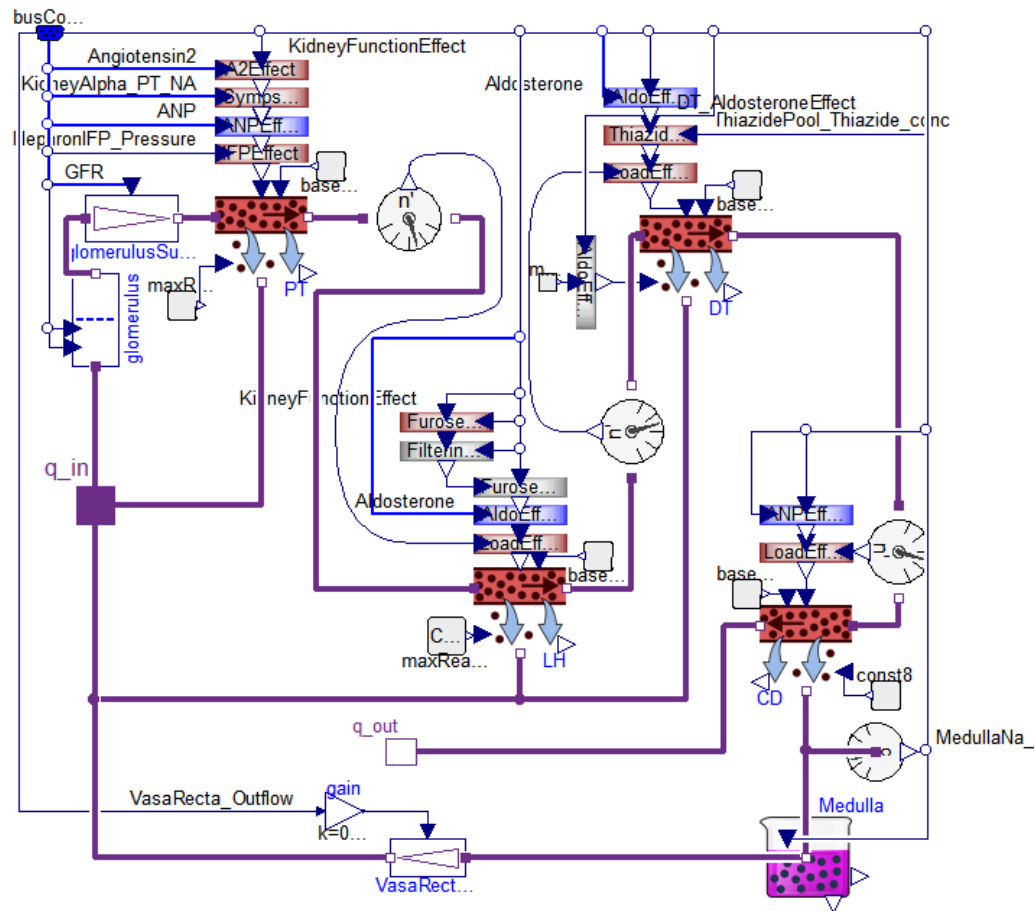 busCo...
KidneyFunctionEffect
Angiotensin2
A2Effect
KidneyAlpha_PT_NA
Symps...
ANP
ANPEff...
NephronIFP_Pressure
IFPEffect
GFR
base...
n'
glomerulusSu...
maxR...
PT
glomerulus
Aldosterone
AldoEff...
DT_AldosteroneEffect
ThiazidePool_Thiazide_conc
Thiazid...
LoadEff...
base...
m...
AldoEff...
DT
KidneyFunctionEffect
Furose...
Filterin...
n'
q_in
Furose...
Aldosterone
AldoEff...
LoadEff...
base...
C...
maxRea...
LH
ANPEff...
LoadEff...
n'
base...
const8
CD
q_out
c
MedullaNa_
VasaRecta_Outflow
gain
k=0...
Medulla
VasaRect...